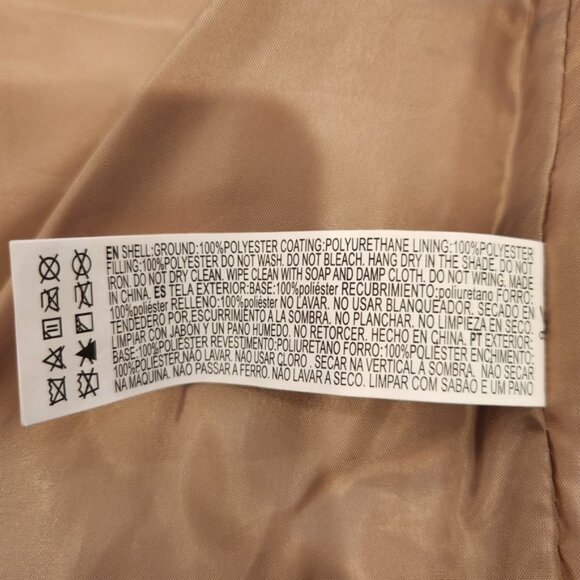 EN SHELL:GROUND:100%POLYESTER COATING:POLYURETHANE LINING:100%POLYESTER
FILLING:100%POLYESTER DO NOT WASH. DO NOT BLEACH. HANG DRY IN THE SHADE. DO NOT
IRON. DO NOT DRY CLEAN. WIPE CLEAN WITH SOAP AND DAMP CLOTH. DO NOT WRING. MADE
IN CHINA. ES TELA EXTERIOR:BASE:100%poliéster RECUBRIMIENTO:poliuretano FORRO:
100%poliéster RELLENO:100%poliéster NO LAVAR. NO USAR BLANQUEADOR. SECADO EN
TENDEDERO POR.ESCURRIMIENTO A LA SOMBRA. NO PLANCHAR. NO LIMPIEZA EN SECO.
LIMPIAR CON JABON Y UN PAÑO HÚMEDO. NO RETORCER. HECHO EN CHINA. PT EXTERIOR:
BASE:100%POLIÉSTER REVESTIMENTO:POLIURETANO FORRO:100%POLIÉSTER ENCHIMENTO:
100%POLIÉSTER.NÃO LAVAR. NÃO USAR CLORO . SECAR NA VERTICAL À SOMBRA. NÃO SECAR
NA MÁQUINA. NÃO PASSAR A FERRO. NÃO LAVAR A SECO. LIMPAR COM SABÃO E UM PANO